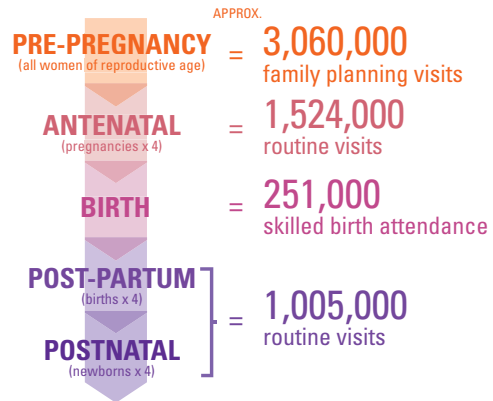 APPROX.
PRE-PREGNANCY
(all women of reproductive age)
= 3,060,000
family planning visits
ANTENATAL
(pregnancies x 4)
= 1,524,000
routine visits
BIRTH
= 251,000
skilled birth attendance
POST-PARTUM
(births x 4)
POSTNATAL
(newborns x 4)
= 1,005,000
routine visits